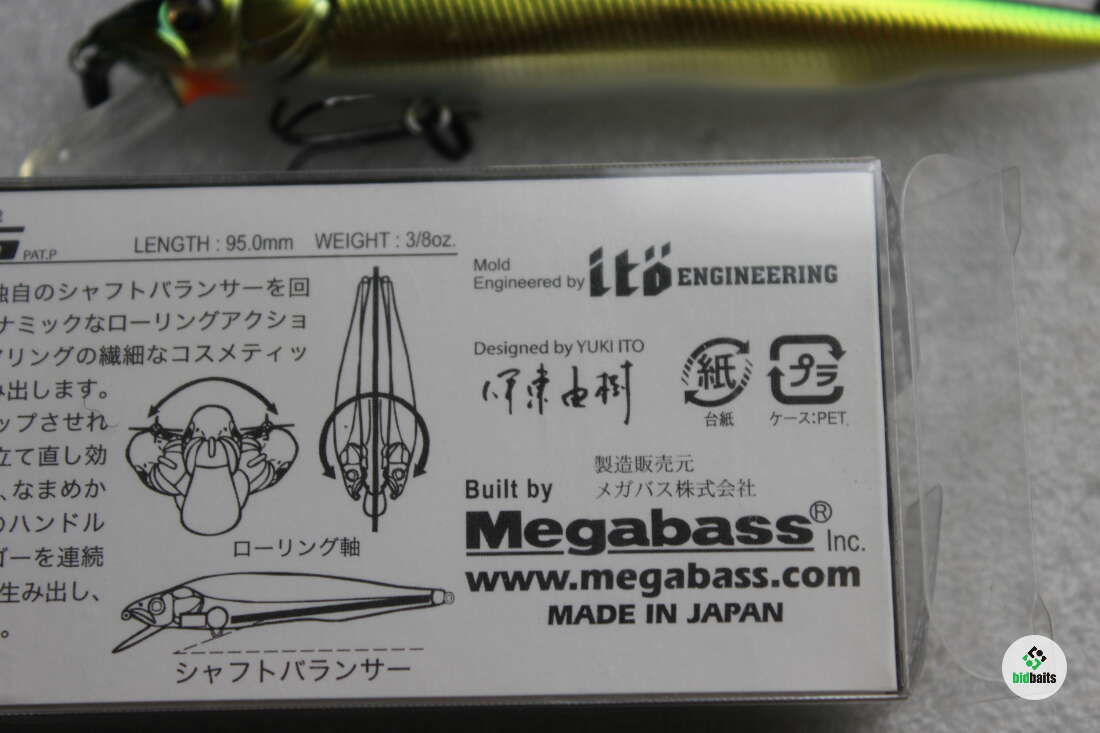 PAT.P
LENGTH : 95.0mm WEIGHT : 3/8oz.
独自のシャフトバランサーを回
ナミックなローリングアクショ
アリングの繊細なコスメティッ
み出します。
ップさせれ
立て直し効
、なまめか
のハンドル
ゴーを連続
生み出し、
。
ローリング軸
シャフトバランサー
Mold
Engineered by Itö ENGINEERING
Designed by YUKI ITO
伊東由樹
紙
台紙
プラ
ケース:PET.
製造販売元
メガバス株式会社
Built by
Megabass® Inc.
www.megabass.com
MADE IN JAPAN
bidbaits